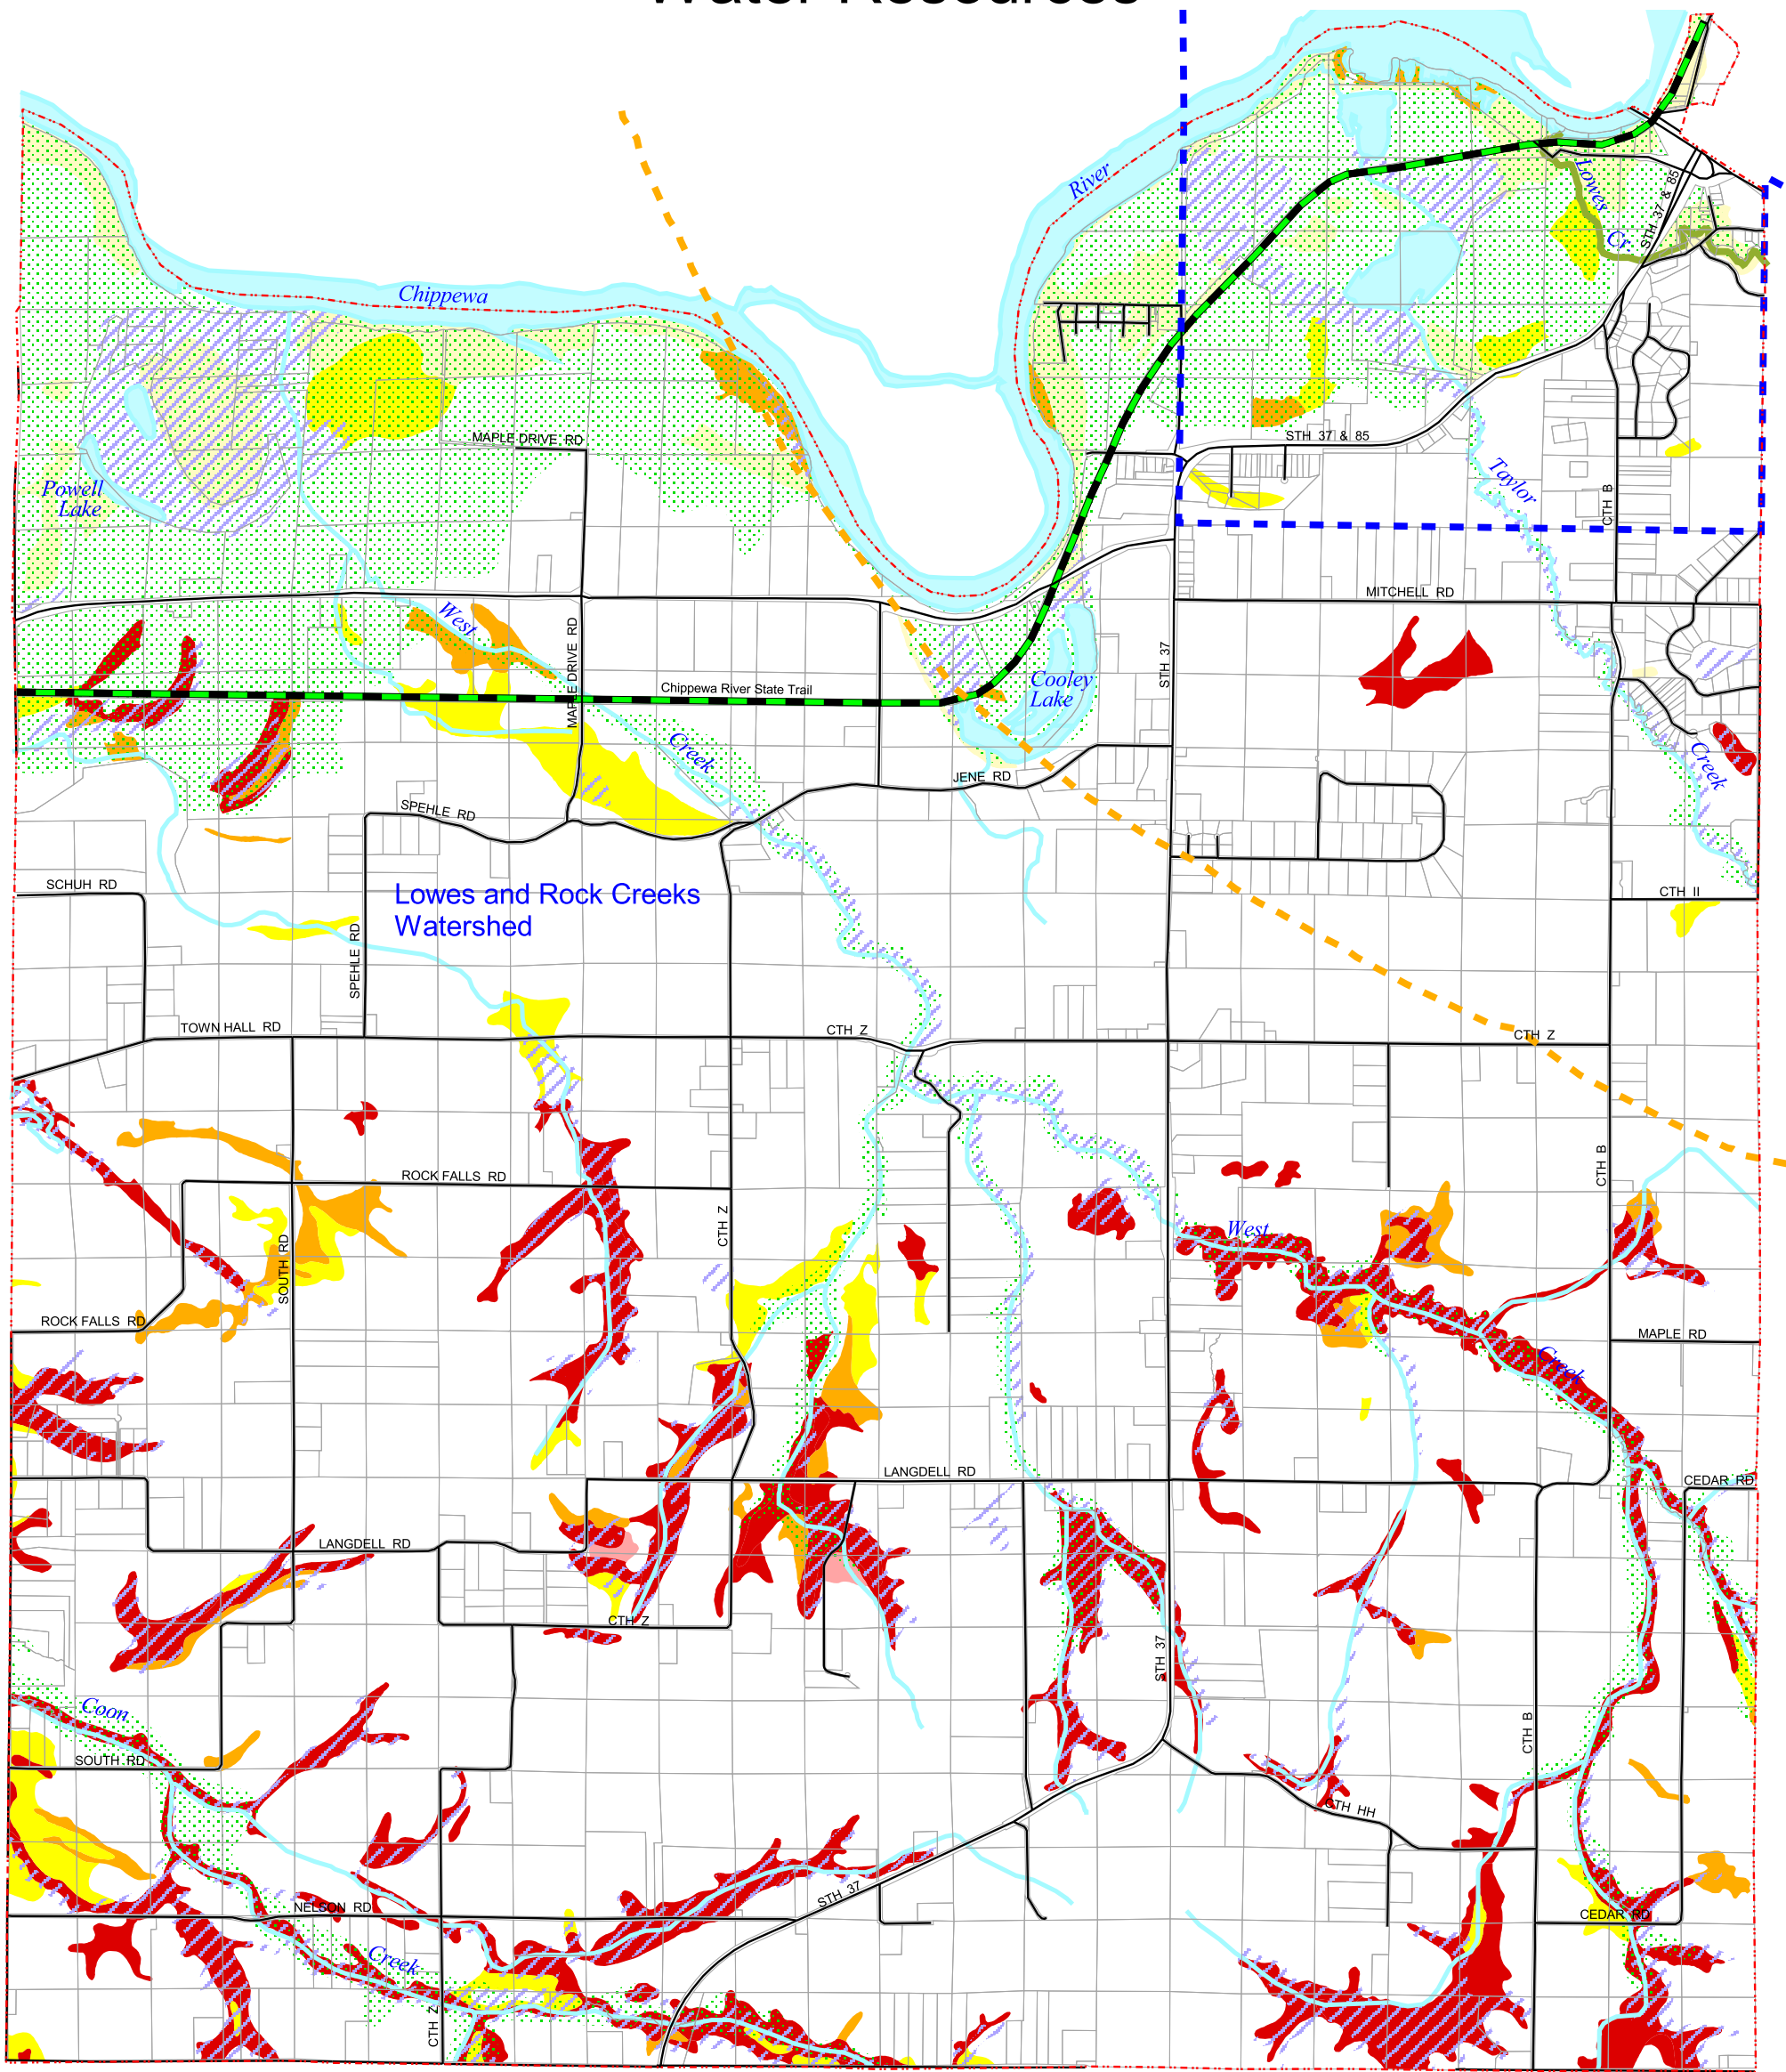 Water Resources
River
Lowes
Cr
STH 37 & 85
Chippewa
MAPLE DRIVE RD
STH 37 & 85
Powell
Lake
Taylor
CTH B
West
MITCHELL RD
MAPLE DRIVE RD
STH 37
Cooley
Lake
Chippewa River State Trail
Creek
Creek
JENE RD
SPEHLE RD
SCHUH RD
Lowes and Rock Creeks
Watershed
CTH II
SPEHLE RD
TOWN HALL RD
CTH Z
CTH Z
CTH B
ROCK FALLS RD
CTH Z
West
SOUTH RD
ROCK FALLS RD
MAPLE RD
Creek
LANGDELL RD
CEDAR RD
LANGDELL RD
CTH Z
STH 37
Coon
CTH B
SOUTH RD
CTH HH
STH 37
NELSON RD
CEDAR RD
Creek
CTH Z